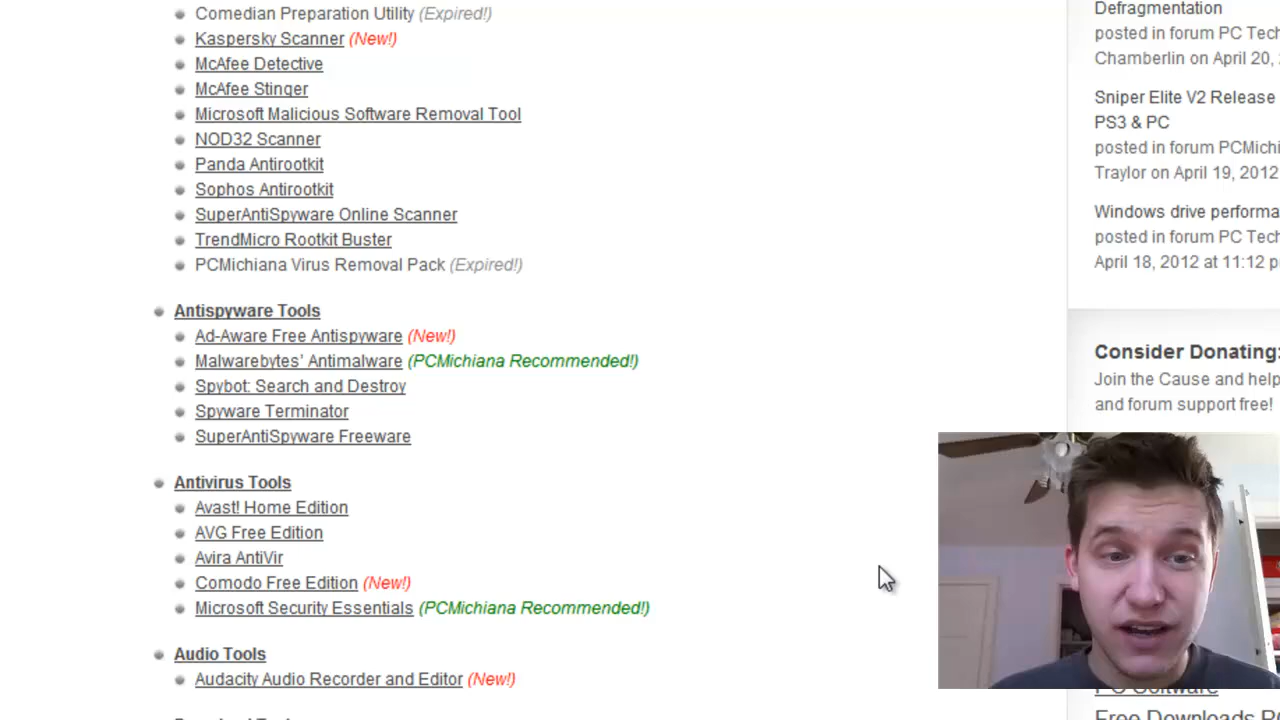 Comedian Preparation Utility (Expired!)
Kaspersky Scanner (New!)
McAfee Detective
McAfee Stinger
Microsoft Malicious Software Removal Tool
NOD32 Scanner
Panda Antirootkit
Sophos Antirootkit
SuperAntiSpyware Online Scanner
TrendMicro Rootkit Buster
PCMichiana Virus Removal Pack (Expired!)
Antispyware Tools
Ad-Aware Free Antispyware (New!)
Malwarebytes’ Antimalware (PCMichiana Recommended!)
Spybot: Search and Destroy
Spyware Terminator
SuperAntiSpyware Freeware
Antivirus Tools
Avast! Home Edition
AVG Free Edition
Avira AntiVir
Comodo Free Edition (New!)
Microsoft Security Essentials (PCMichiana Recommended!)
Audio Tools
Audacity Audio Recorder and Editor (New!)
Defragmentation
posted in forum PC Tech
Chamberlin on April 20,
Sniper Elite V2 Release
PS3 & PC
posted in forum PCMichi
Traylor on April 19, 2012
Windows drive performa
posted in forum PC Tech
April 18, 2012 at 11:12 p
Consider Donating:
Join the Cause and help
and forum support free!
PC Software
Free Downloads PC